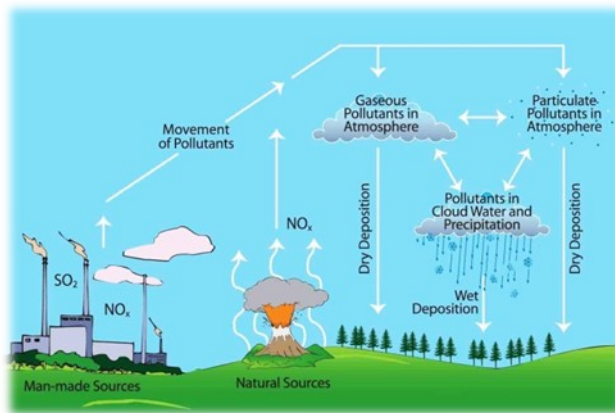 Gaseous
Pollutants in
Atmosphere
Particulate
Pollutants in
Atmosphere
Movement
of Pollutants
Pollutants in
Cloud Water and
Precipitation
Dry Deposition
Dry Deposition
NOₓ
SO₂
NOₓ
Wet
Deposition
Man-made Sources
Natural Sources